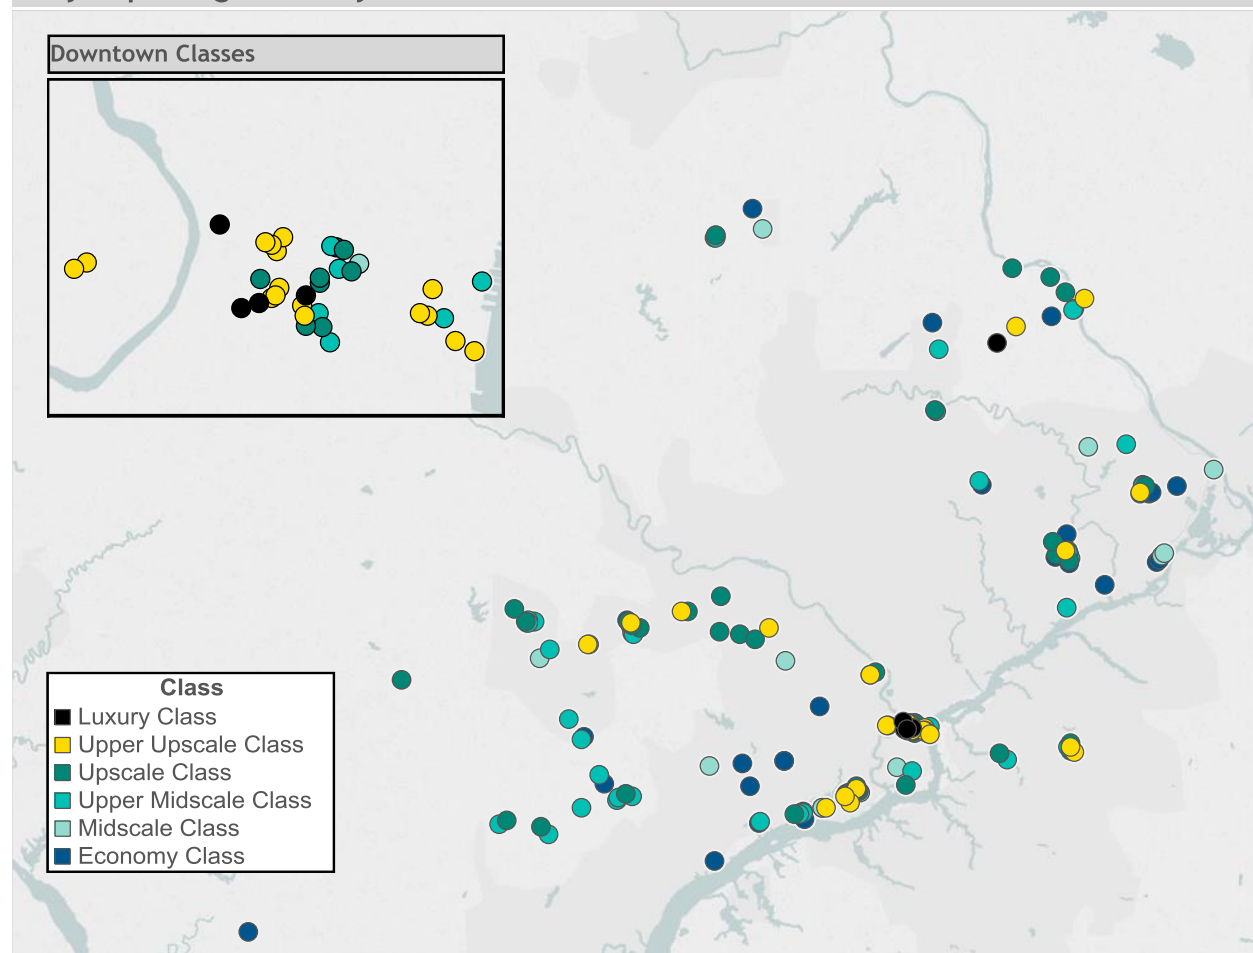 Downtown Classes
Class
Luxury Class
Upper Upscale Class
Upscale Class
Upper Midscale Class
Midscale Class
Economy Class